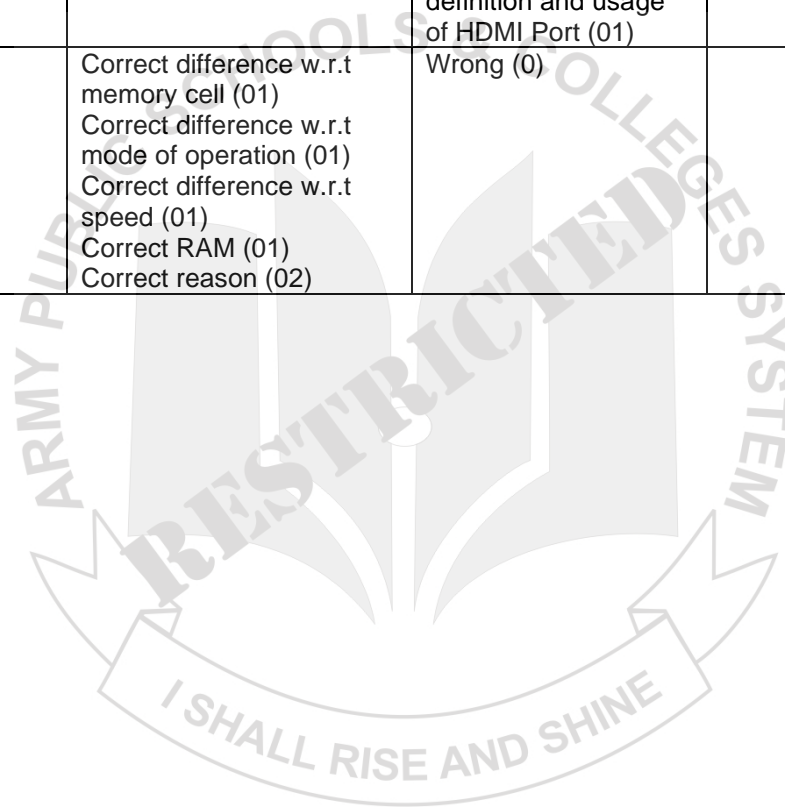 definition and usage
of HDMI Port (01)
Correct difference w.r.t
memory cell (01)
Correct difference w.r.t
mode of operation (01)
Correct difference w.r.t
speed (01)
Correct RAM (01)
Correct reason (02)
Wrong (0)
ARMY PUBLIC SCHOOLS & COLLEGES SYSTEM
RESTRICTED
I SHALL RISE AND SHINE